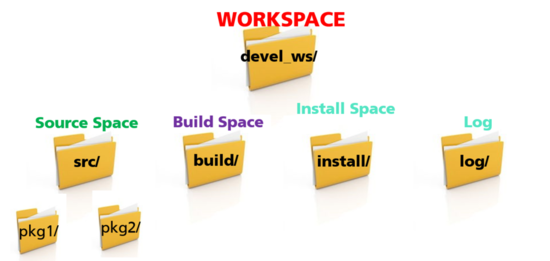 WORKSPACE
devel_ws/
Source Space
Build Space
Install Space
Log
src/
build/
install/
log/
pkg1/
pkg2/